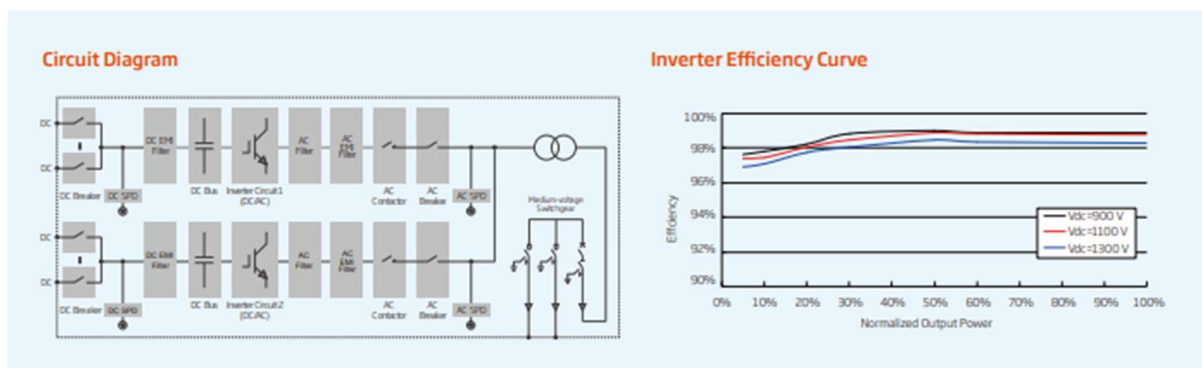 Circuit Diagram
DC
DC
DC Breaker
DC SPD
DC EMI
Filter
DC Bus
Inverter Circuit1
(DC/AC)
AC
Filter
AC
EMI
Filter
AC
Contactor
AC
Breaker
AC SPD
Medium-voltage
Switchgear
DC
DC
DC Breaker
DC SPD
DC EMI
Filter
DC Bus
Inverter Circuit2
(DC/AC)
AC
Filter
AC
EMI
Filter
AC
Contactor
AC
Breaker
AC SPD
Inverter Efficiency Curve
100%
98%
96%
94%
92%
90%
Efficiency
Vdc=900 V
Vdc=1100 V
Vdc=1300 V
0% 10% 20% 30% 40% 50% 60% 70% 80% 90% 100%
Normalized Output Power